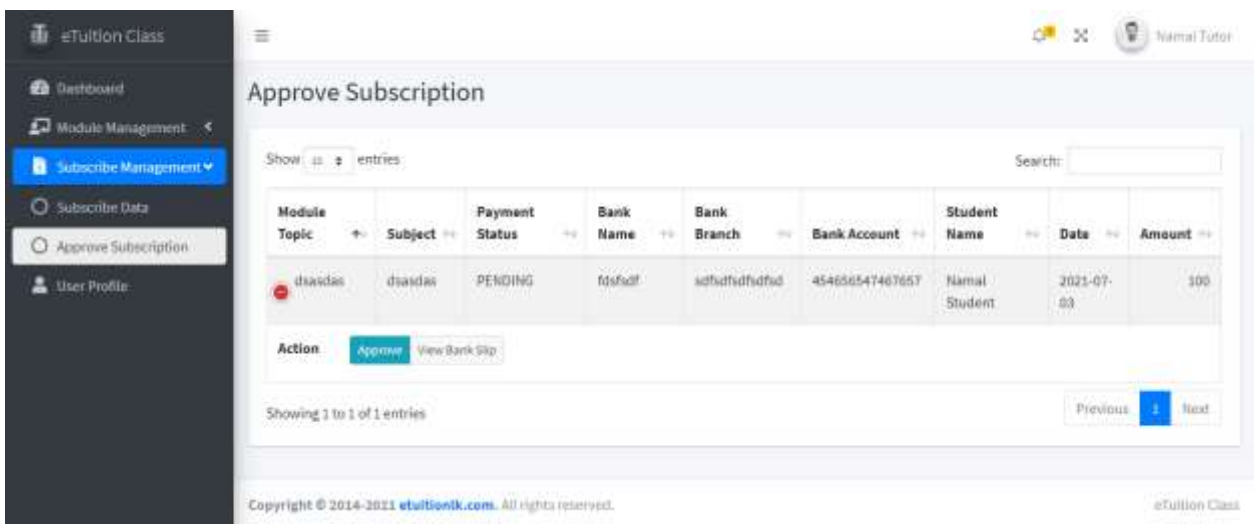 eTuition Class
Namal Tutor
Dashboard
Module Management
Subscribe Management
Subscribe Data
Approve Subscription
User Profile
Approve Subscription
Show 10 entries
Search:
Module Topic Subject Payment Status Bank Name Bank Branch Bank Account Student Name Date Amount
dsasdas dsasdas PENDING fdsfsdf sdfsdfsdfsdfsd 454656547467657 Namal Student 2021-07-03 100
Action Approve View Bank Slip
Showing 1 to 1 of 1 entries
Previous 1 Next
Copyright © 2014-2021 etuitionlk.com. All rights reserved.
eTuition Class